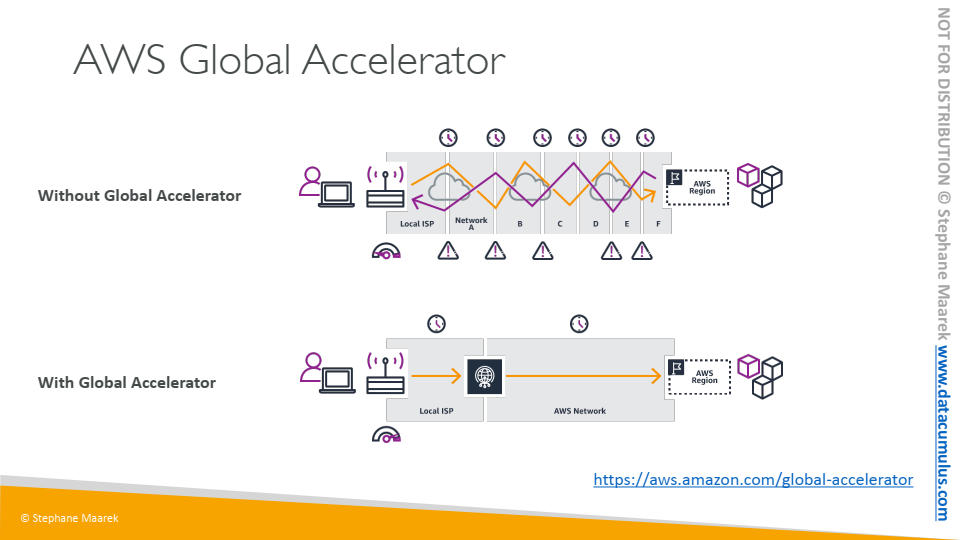 AWS Global Accelerator
Without Global Accelerator
Local ISP
Network
A
B
C
D
E
F
AWS
Region
With Global Accelerator
Local ISP
AWS Network
AWS
Region
https://aws.amazon.com/global-accelerator
© Stephane Maarek
NOT FOR DISTRIBUTION © Stephane Maarek www.datacumulus.com